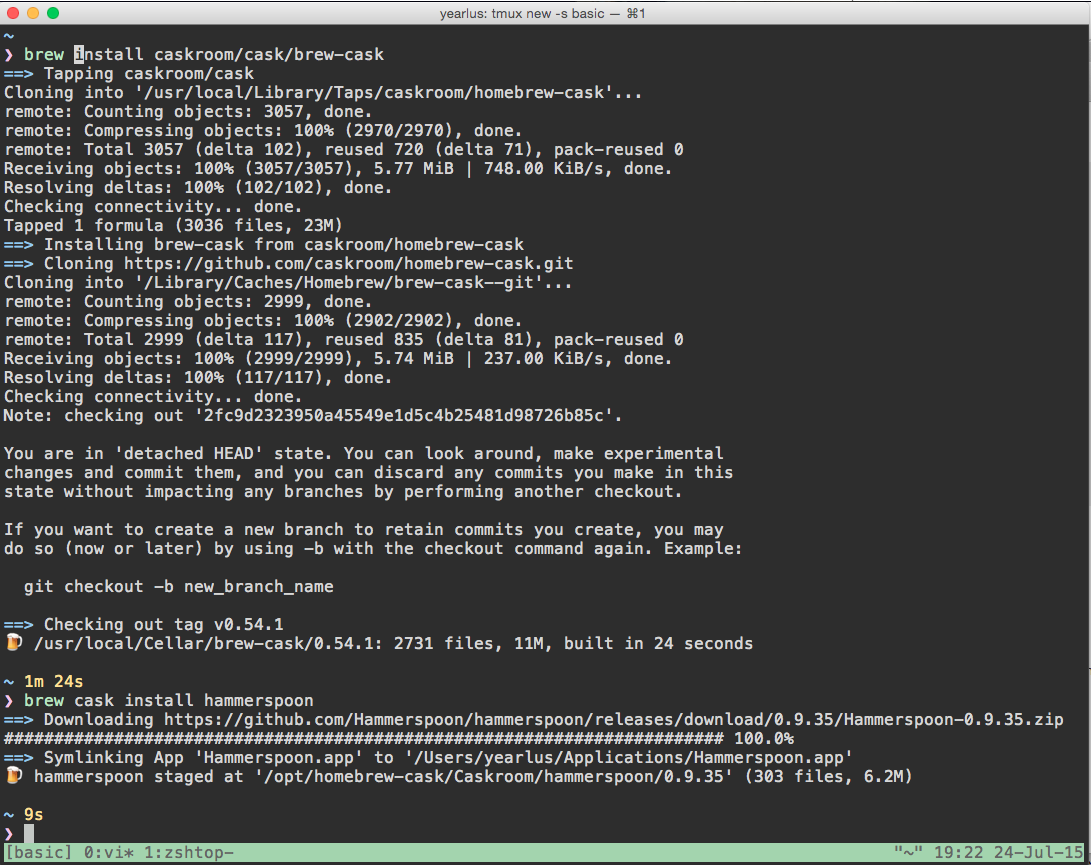 yearlus: tmux new -s basic — ⌘1
~
❯ brew install caskroom/cask/brew-cask
==> Tapping caskroom/cask
Cloning into '/usr/local/Library/Taps/caskroom/homebrew-cask'...
remote: Counting objects: 3057, done.
remote: Compressing objects: 100% (2970/2970), done.
remote: Total 3057 (delta 102), reused 720 (delta 71), pack-reused 0
Receiving objects: 100% (3057/3057), 5.77 MiB | 748.00 KiB/s, done.
Resolving deltas: 100% (102/102), done.
Checking connectivity... done.
Tapped 1 formula (3036 files, 23M)
==> Installing brew-cask from caskroom/homebrew-cask
==> Cloning https://github.com/caskroom/homebrew-cask.git
Cloning into '/Library/Caches/Homebrew/brew-cask--git'...
remote: Counting objects: 2999, done.
remote: Compressing objects: 100% (2902/2902), done.
remote: Total 2999 (delta 117), reused 835 (delta 81), pack-reused 0
Receiving objects: 100% (2999/2999), 5.74 MiB | 237.00 KiB/s, done.
Resolving deltas: 100% (117/117), done.
Checking connectivity... done.
Note: checking out '2fc9d2323950a45549e1d5c4b25481d98726b85c'.

You are in 'detached HEAD' state. You can look around, make experimental
changes and commit them, and you can discard any commits you make in this
state without impacting any branches by performing another checkout.

If you want to create a new branch to retain commits you create, you may
do so (now or later) by using -b with the checkout command again. Example:

  git checkout -b new_branch_name

==> Checking out tag v0.54.1
🍺 /usr/local/Cellar/brew-cask/0.54.1: 2731 files, 11M, built in 24 seconds

~ 1m 24s
❯ brew cask install hammerspoon
==> Downloading https://github.com/Hammerspoon/hammerspoon/releases/download/0.9.35/Hammerspoon-0.9.35.zip
######################################################################## 100.0%
==> Symlinking App 'Hammerspoon.app' to '/Users/yearlus/Applications/Hammerspoon.app'
🍺 hammerspoon staged at '/opt/homebrew-cask/Caskroom/hammerspoon/0.9.35' (303 files, 6.2M)

~ 9s
❯
[basic] 0:vi* 1:zshtop- "~" 19:22 24-Jul-15